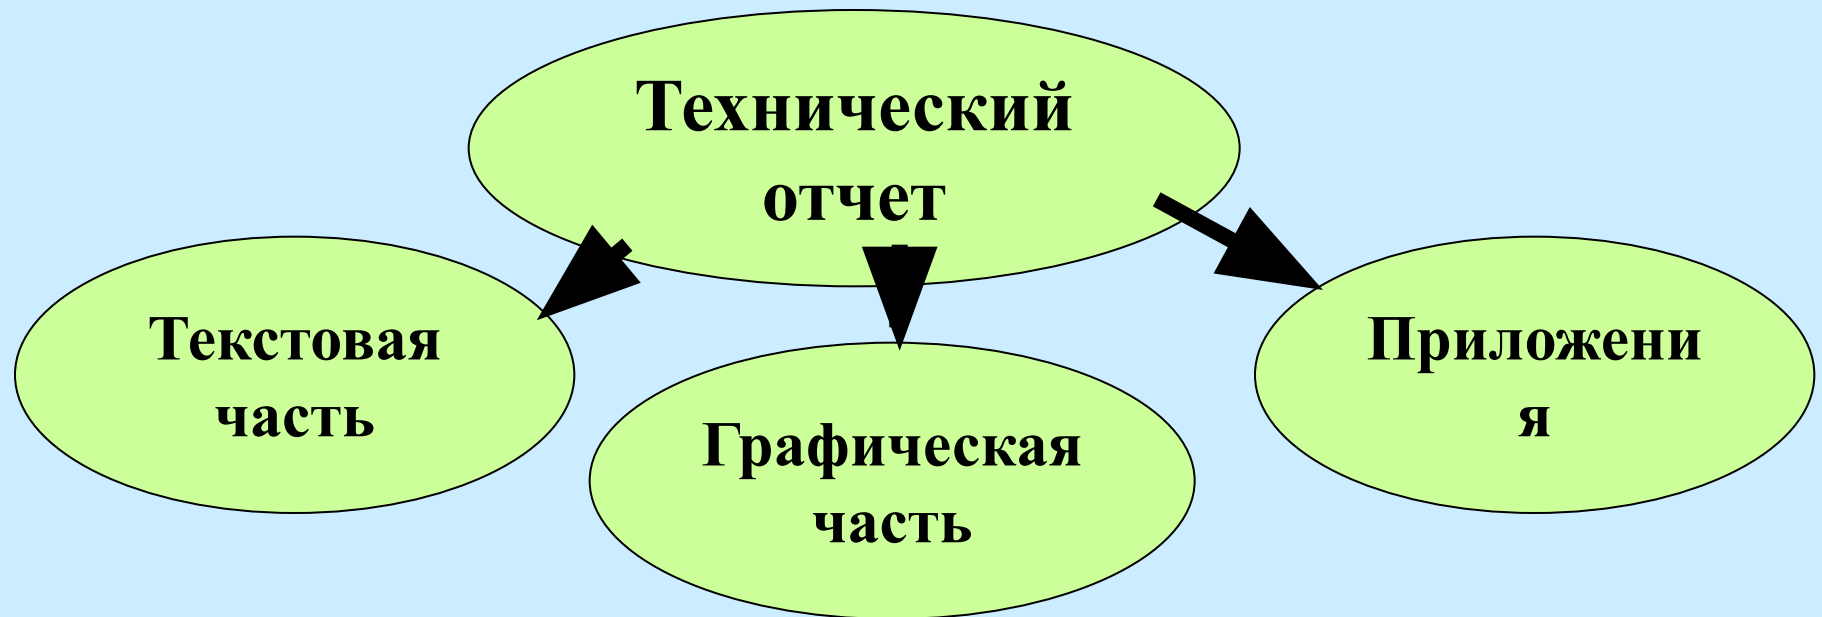 Технический
отчет
Текстовая
часть
Графическая
часть
Приложени
я